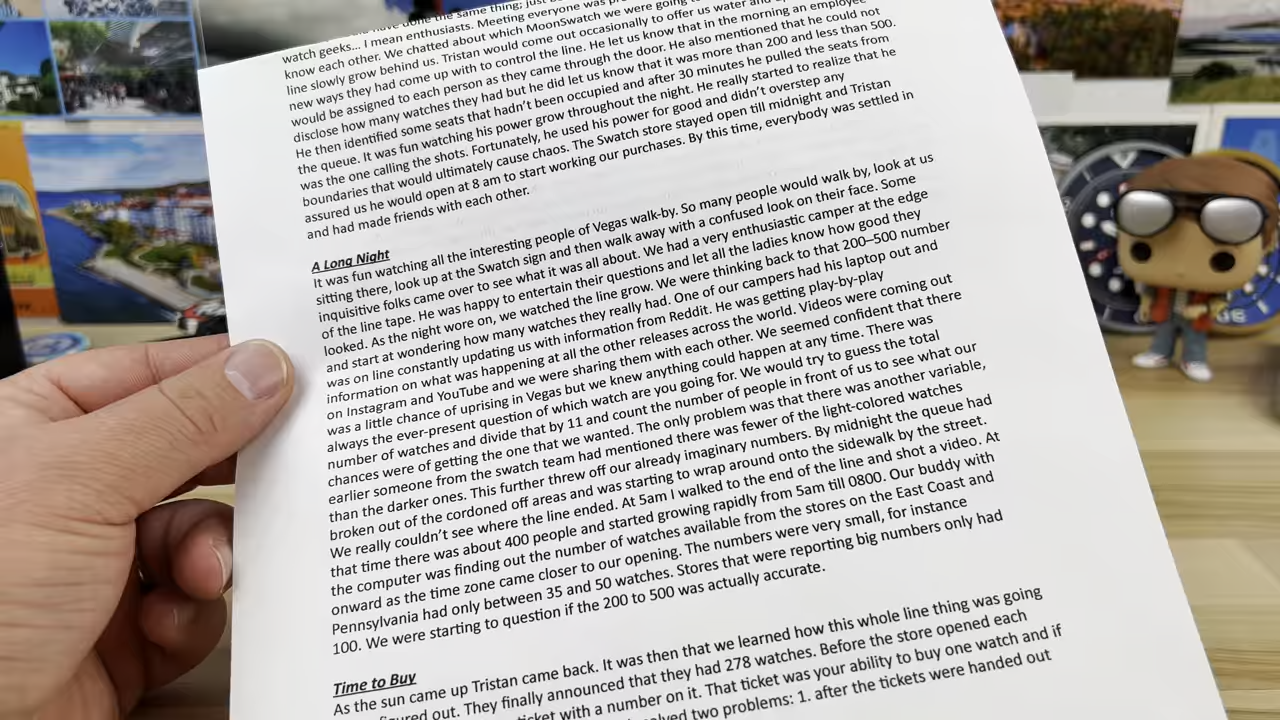 have done the same thing; just
watch geeks… I mean enthusiasts. Meeting everyone was
know each other. We chatted about which MoonSwatch we were going
line slowly grow behind us. Tristan would come out occasionally to offer us water and
new ways they had come up with to control the line. He let us know that in the morning an employee
would be assigned to each person as they came through the door. He also mentioned that he could not
disclose how many watches they had but he did let us know that it was more than 200 and less than 500.
He then identified some seats that hadn't been occupied and after 30 minutes he pulled the seats from
the queue. It was fun watching his power grow throughout the night. He really started to realize that he
was the one calling the shots. Fortunately, he used his power for good and didn't overstep any
boundaries that would ultimately cause chaos. The Swatch store stayed open till midnight and Tristan
assured us he would open at 8 am to start working our purchases. By this time, everybody was settled in
and had made friends with each other.
A Long Night
It was fun watching all the interesting people of Vegas walk-by. So many people would walk by, look at us
sitting there, look up at the Swatch sign and then walk away with a confused look on their face. Some
inquisitive folks came over to see what it was all about. We had a very enthusiastic camper at the edge
of the line tape. He was happy to entertain their questions and let all the ladies know how good they
looked. As the night wore on, we watched the line grow. We were thinking back to that 200–500 number
and start at wondering how many watches they really had. One of our campers had his laptop out and
was on line constantly updating us with information from Reddit. He was getting play-by-play
information on what was happening at all the other releases across the world. Videos were coming out
on Instagram and YouTube and we were sharing them with each other. We seemed confident that there
was a little chance of uprising in Vegas but we knew anything could happen at any time. There was
always the ever-present question of which watch are you going for. We would try to guess the total
number of watches and divide that by 11 and count the number of people in front of us to see what our
chances were of getting the one that we wanted. The only problem was that there was another variable,
earlier someone from the swatch team had mentioned there was fewer of the light-colored watches
than the darker ones. This further threw off our already imaginary numbers. By midnight the queue had
broken out of the cordoned off areas and was starting to wrap around onto the sidewalk by the street.
We really couldn't see where the line ended. At 5am I walked to the end of the line and shot a video. At
that time there was about 400 people and started growing rapidly from 5am till 0800. Our buddy with
the computer was finding out the number of watches available from the stores on the East Coast and
onward as the time zone came closer to our opening. The numbers were very small, for instance
Pennsylvania had only between 35 and 50 watches. Stores that were reporting big numbers only had
100. We were starting to question if the 200 to 500 was actually accurate.
Time to Buy
As the sun came up Tristan came back. It was then that we learned how this whole line thing was going
figured out. They finally announced that they had 278 watches. Before the store opened each
ticket with a number on it. That ticket was your ability to buy one watch and if
solved two problems: 1. after the tickets were handed out